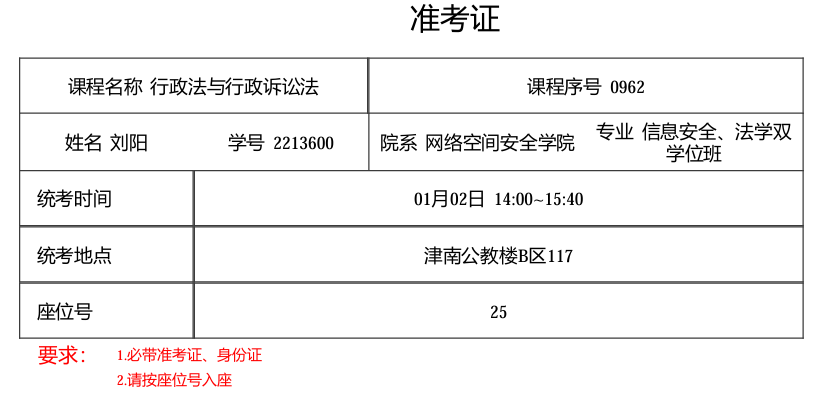 准考证
课程名称 行政法与行政诉讼法 课程序号 0962
姓名 刘阳 学号 2213600 院系 网络空间安全学院 专业 信息安全、法学双
学位班
统考时间 01月02日 14:00~15:40
统考地点 津南公教楼B区117
座位号 25
要求： 1.必带准考证、身份证
2.请按座位号入座